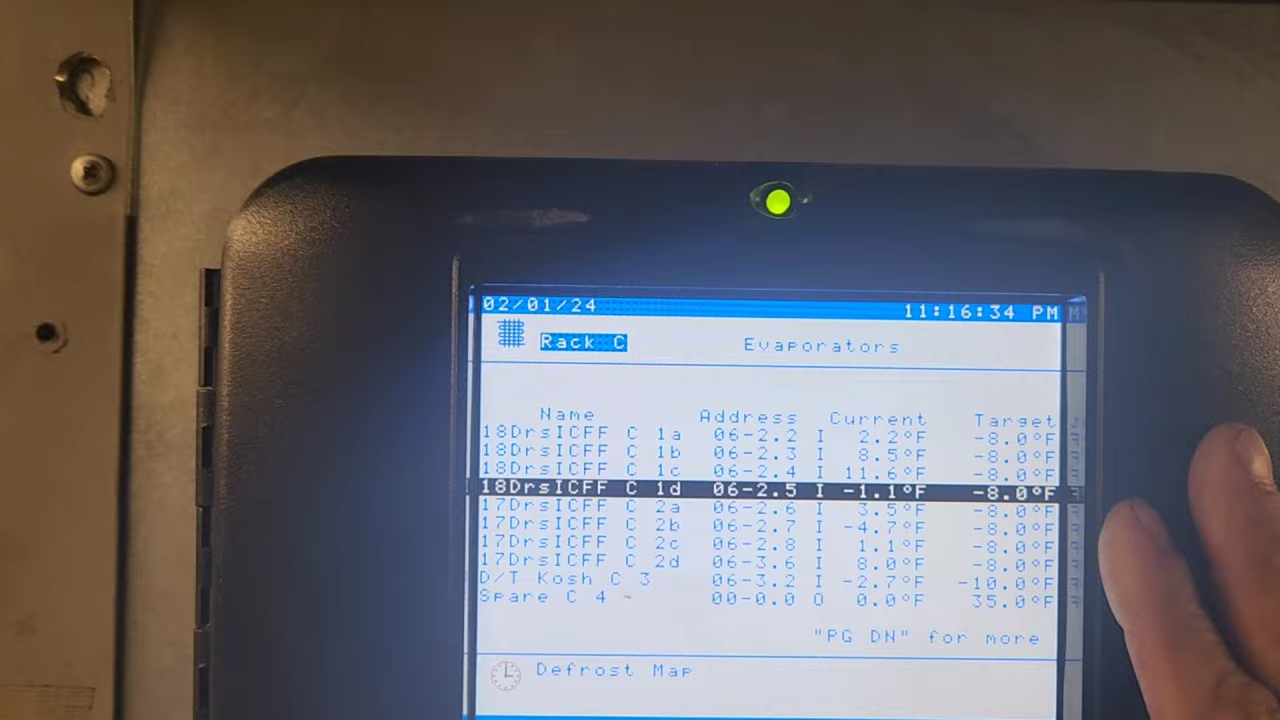 02/01/24 11:16:34 PM
Rack C Evaporators
Name Address Current Target
18DrsICFF C 1a 06-2.2 I 2.2°F -8.0°F
18DrsICFF C 1b 06-2.3 I 8.5°F -8.0°F
18DrsICFF C 1c 06-2.4 I 11.6°F -8.0°F
18DrsICFF C 1d 06-2.5 I -1.1°F -8.0°F
17DrsICFF C 2a 06-2.6 I 3.5°F -8.0°F
17DrsICFF C 2b 06-2.7 I -4.7°F -8.0°F
17DrsICFF C 2c 06-2.8 I 1.1°F -8.0°F
17DrsICFF C 2d 06-3.6 I 8.0°F -8.0°F
D/T Kosh C 3 06-3.2 I -2.7°F -10.0°F
Spare C 4 00-0.0 O 0.0°F 35.0°F
"PG DN" for more
Defrost Map